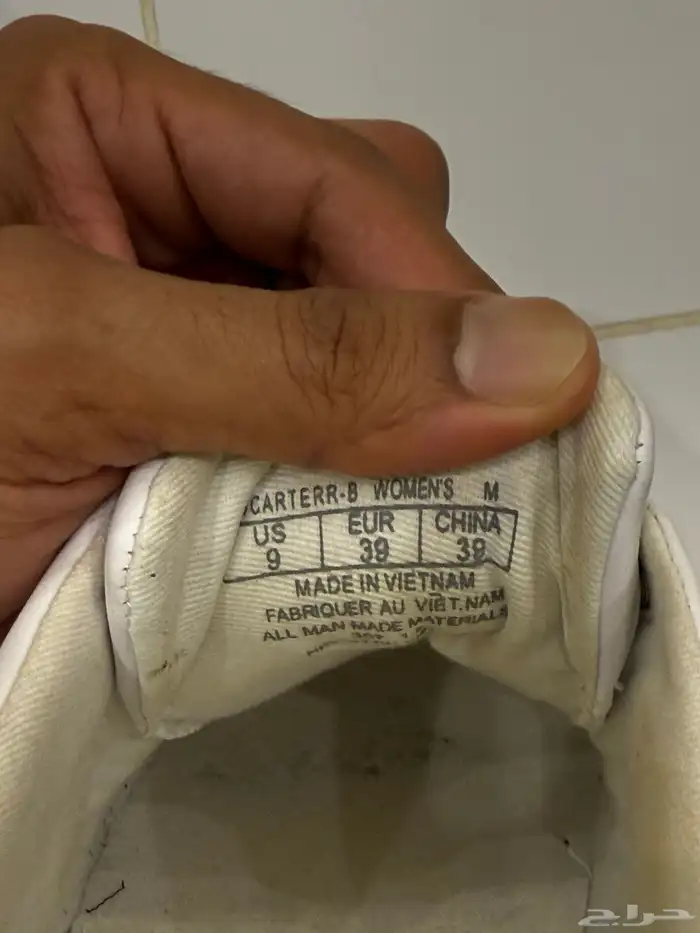 CARTERR-B WOMEN'S M
US EUR CHINA
9 39 39
MADE IN VIETNAM
FABRIQUER AU VIET.NAM
ALL MAN MADE MATERIALS
حراج